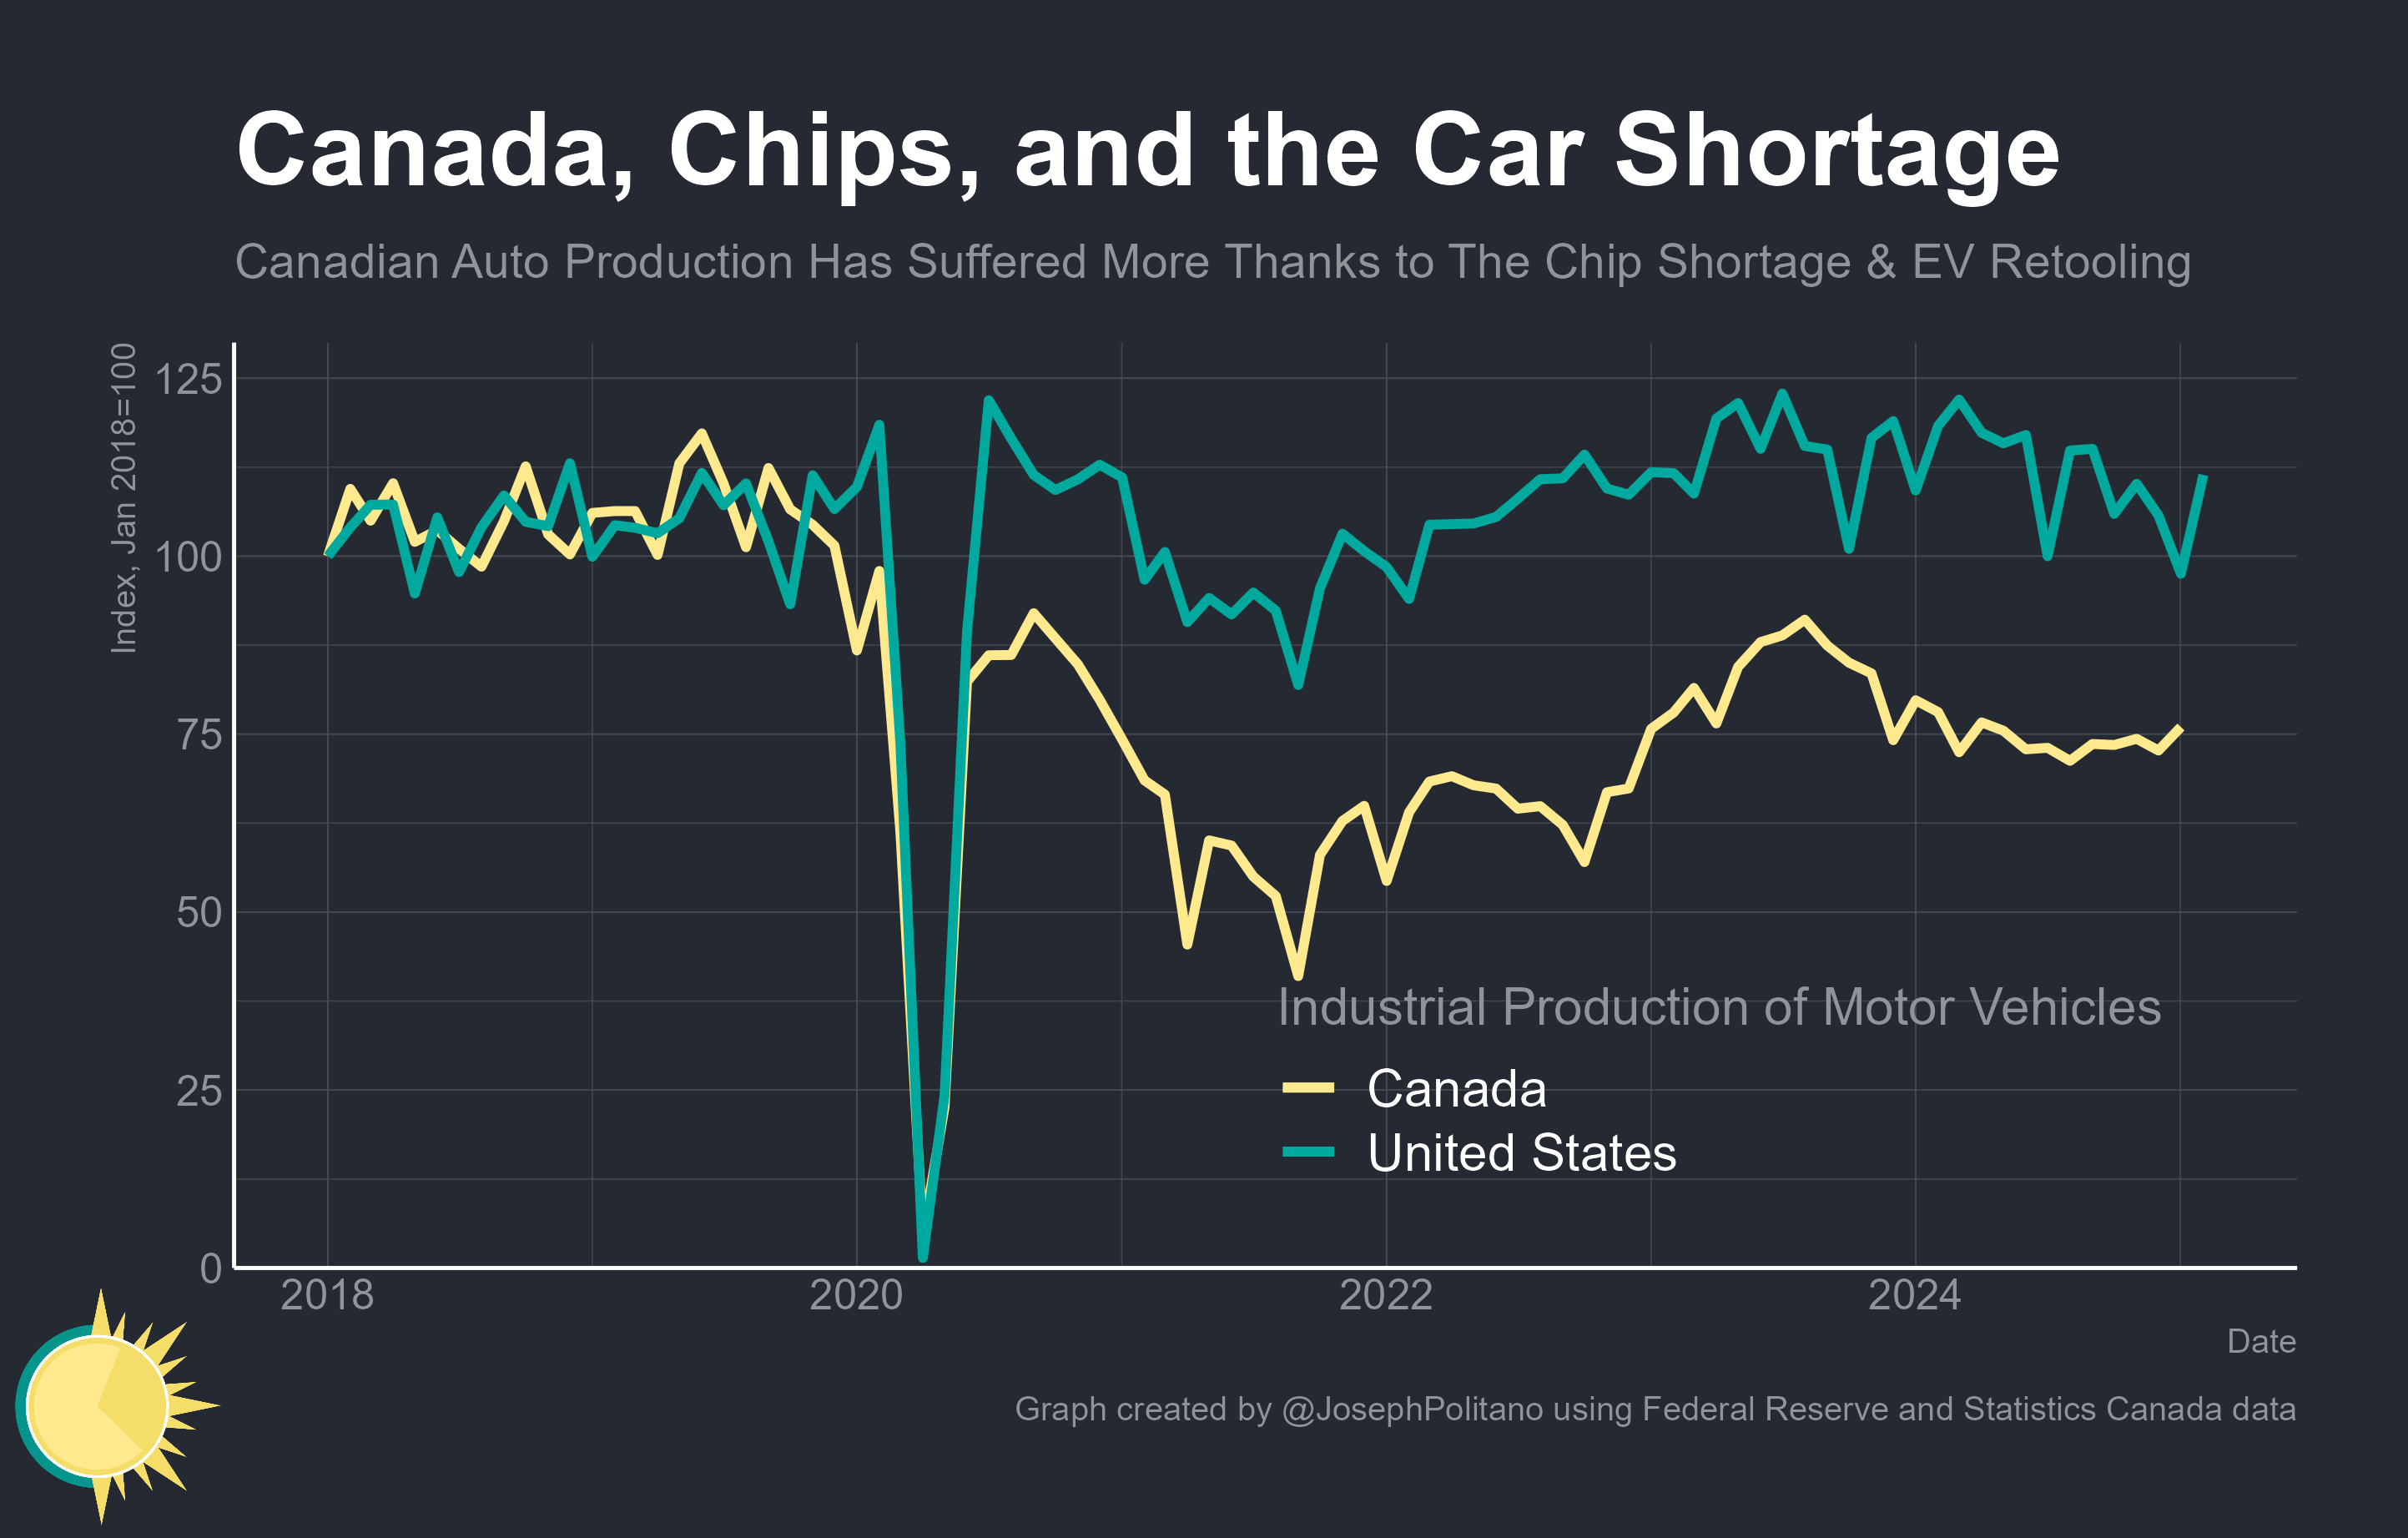 Canada, Chips, and the Car Shortage
Canadian Auto Production Has Suffered More Thanks to The Chip Shortage & EV Retooling
Index, Jan 2018=100
125
100
75
50
25
0
Industrial Production of Motor Vehicles
Canada
United States
2018 2020 2022 2024
Date
Graph created by @JosephPolitano using Federal Reserve and Statistics Canada data